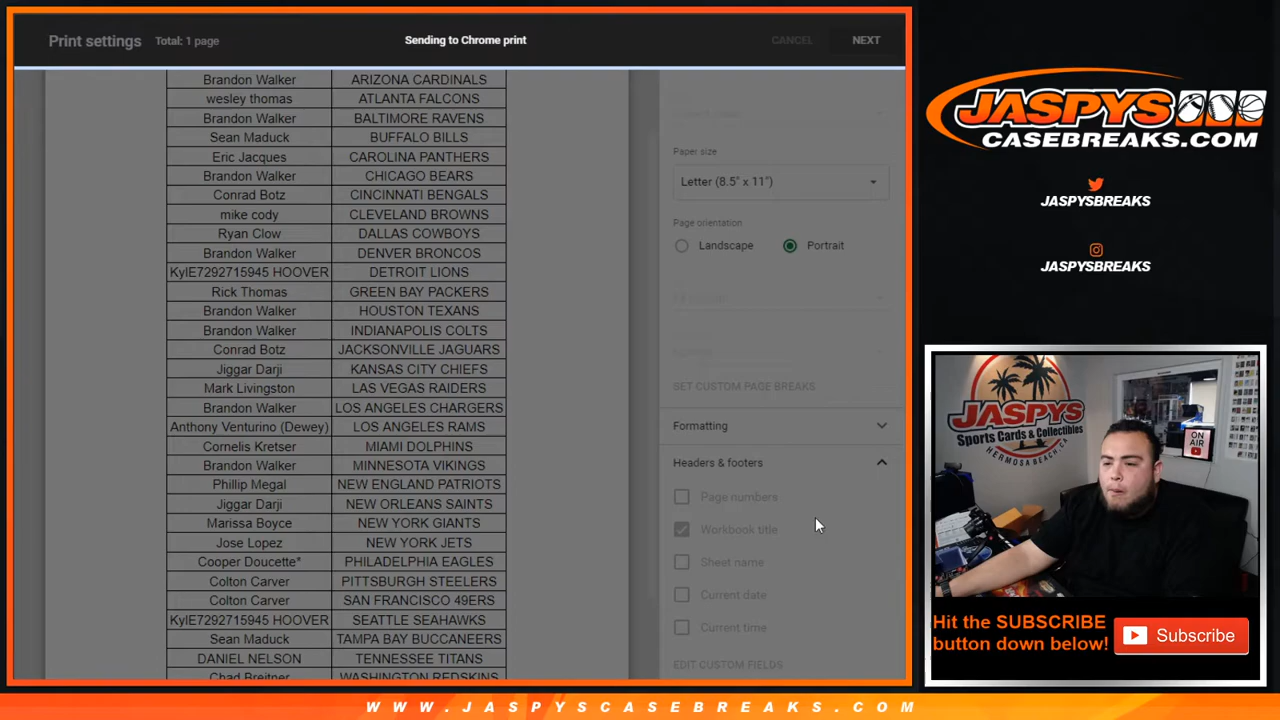 Print settings Total: 1 page Sending to Chrome print CANCEL NEXT
Brandon Walker ARIZONA CARDINALS
wesley thomas ATLANTA FALCONS
Brandon Walker BALTIMORE RAVENS
Sean Maduck BUFFALO BILLS
Eric Jacques CAROLINA PANTHERS
Brandon Walker CHICAGO BEARS
Conrad Botz CINCINNATI BENGALS
mike cody CLEVELAND BROWNS
Ryan Clow DALLAS COWBOYS
Brandon Walker DENVER BRONCOS
KylE7292715945 HOOVER DETROIT LIONS
Rick Thomas GREEN BAY PACKERS
Brandon Walker HOUSTON TEXANS
Brandon Walker INDIANAPOLIS COLTS
Conrad Botz JACKSONVILLE JAGUARS
Jiggar Darji KANSAS CITY CHIEFS
Mark Livingston LAS VEGAS RAIDERS
Brandon Walker LOS ANGELES CHARGERS
Anthony Venturino (Dewey) LOS ANGELES RAMS
Cornelis Kretser MIAMI DOLPHINS
Brandon Walker MINNESOTA VIKINGS
Phillip Megal NEW ENGLAND PATRIOTS
Jiggar Darji NEW ORLEANS SAINTS
Marissa Boyce NEW YORK GIANTS
Jose Lopez NEW YORK JETS
Cooper Doucette* PHILADELPHIA EAGLES
Colton Carver PITTSBURGH STEELERS
Colton Carver SAN FRANCISCO 49ERS
KylE7292715945 HOOVER SEATTLE SEAHAWKS
Sean Maduck TAMPA BAY BUCCANEERS
DANIEL NELSON TENNESSEE TITANS
Chad Breitner WASHINGTON REDSKINS
Paper size
Letter (8.5" x 11")
Page orientation
Landscape Portrait
SET CUSTOM PAGE BREAKS
Formatting
Headers & footers
Page numbers
Workbook title
Sheet name
Current date
Current time
EDIT CUSTOM FIELDS
JASPYS
CASEBREAKS.COM
JASPYSBREAKS
JASPYSBREAKS
JASPYS
Sports Cards & Collectibles
HERMOSA BEACH, CA
ON AIR
Hit the SUBSCRIBE
button down below!
Subscribe
WWW.JASPYSCASEBREAKS.COM